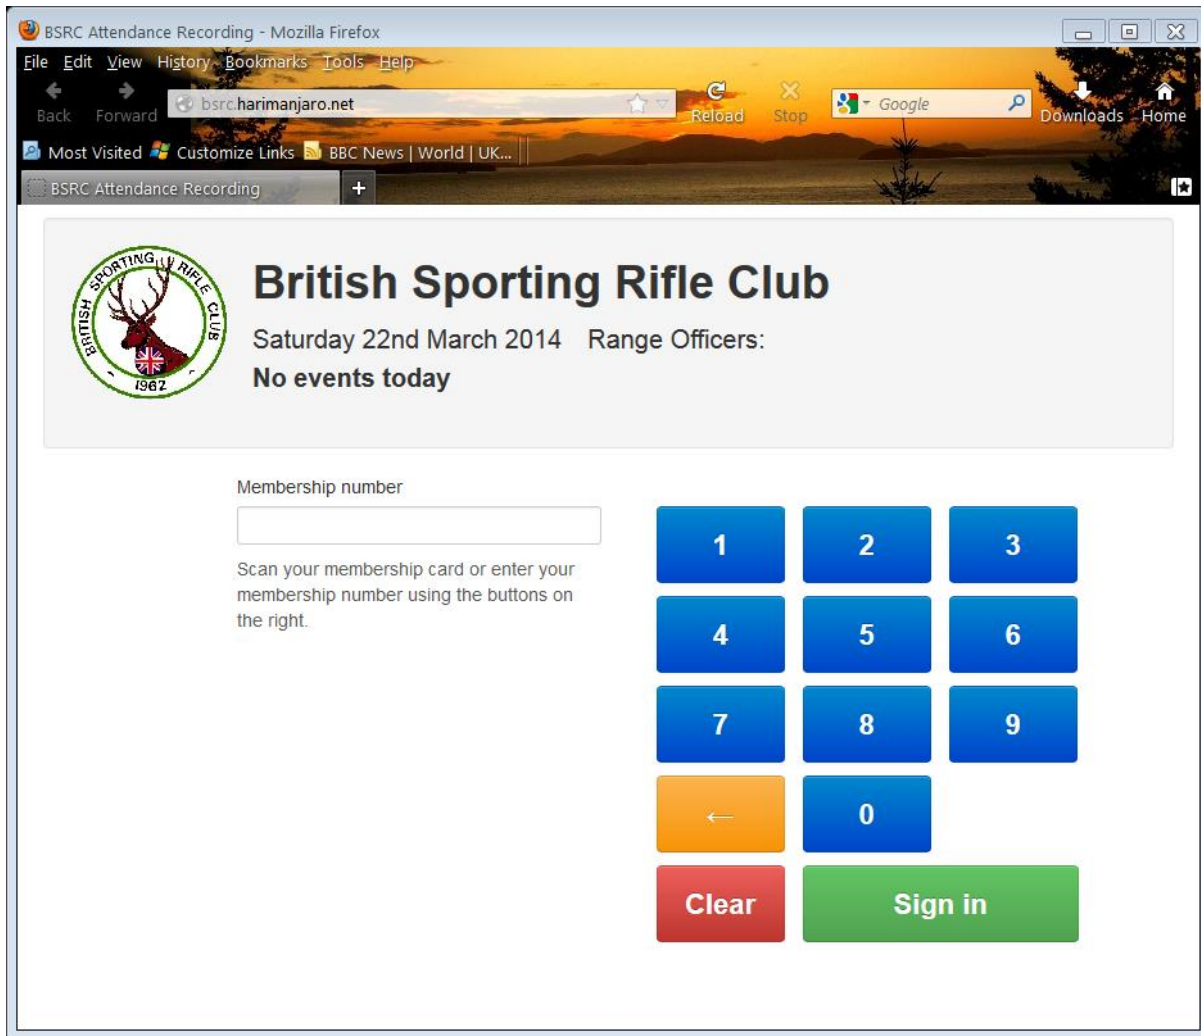 BSRC Attendance Recording - Mozilla Firefox
File Edit View History Bookmarks Tools Help
Back Forward bsrc.harimanjaro.net Reload Stop Google Downloads Home
Most Visited Customize Links BBC News | World | UK...
BSRC Attendance Recording +
BRITISH SPORTING RIFLE CLUB
- 1962 -
British Sporting Rifle Club
Saturday 22nd March 2014 Range Officers:
No events today
Membership number
Scan your membership card or enter your
membership number using the buttons on
the right.
1 2 3
4 5 6
7 8 9
← 0
Clear Sign in